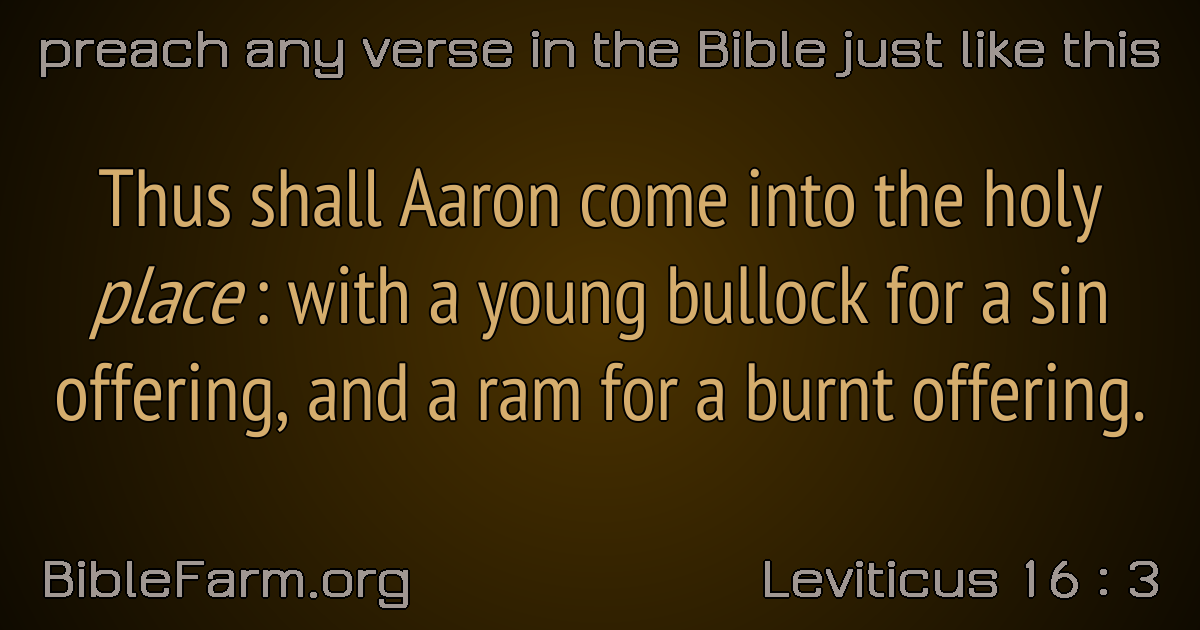 preach any verse in the Bible just like this
Thus shall Aaron come into the holy
place : with a young bullock for a sin
offering, and a ram for a burnt offering.
BibleFarm.org
Leviticus 16 : 3